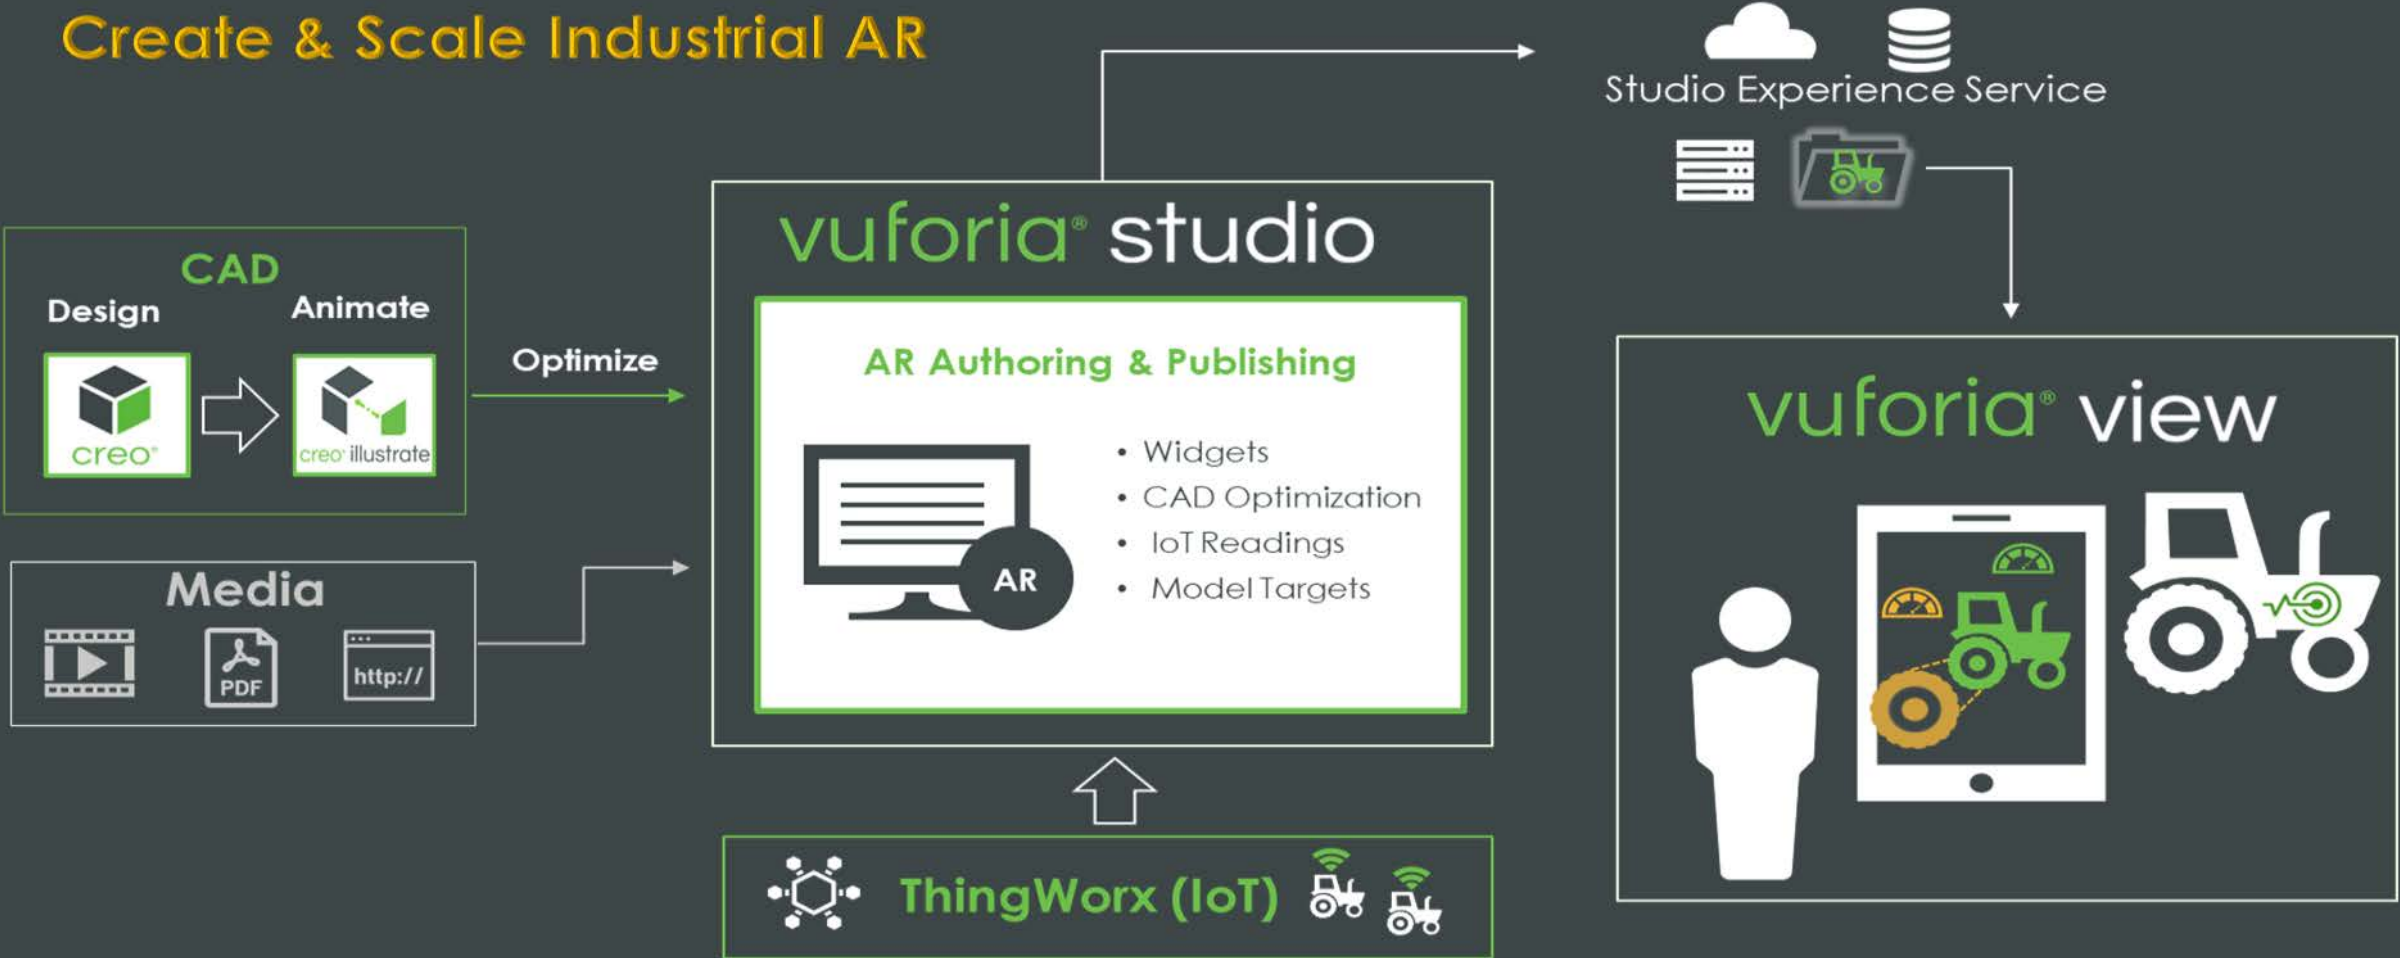 Create & Scale Industrial AR
Studio Experience Service
CAD
Design
Animate
creo®
creo® illustrate
Optimize
Media
PDF
http://
vuforia® studio
AR Authoring & Publishing
• Widgets
• CAD Optimization
• IoT Readings
• Model Targets
AR
ThingWorx (IoT)
vuforia® view